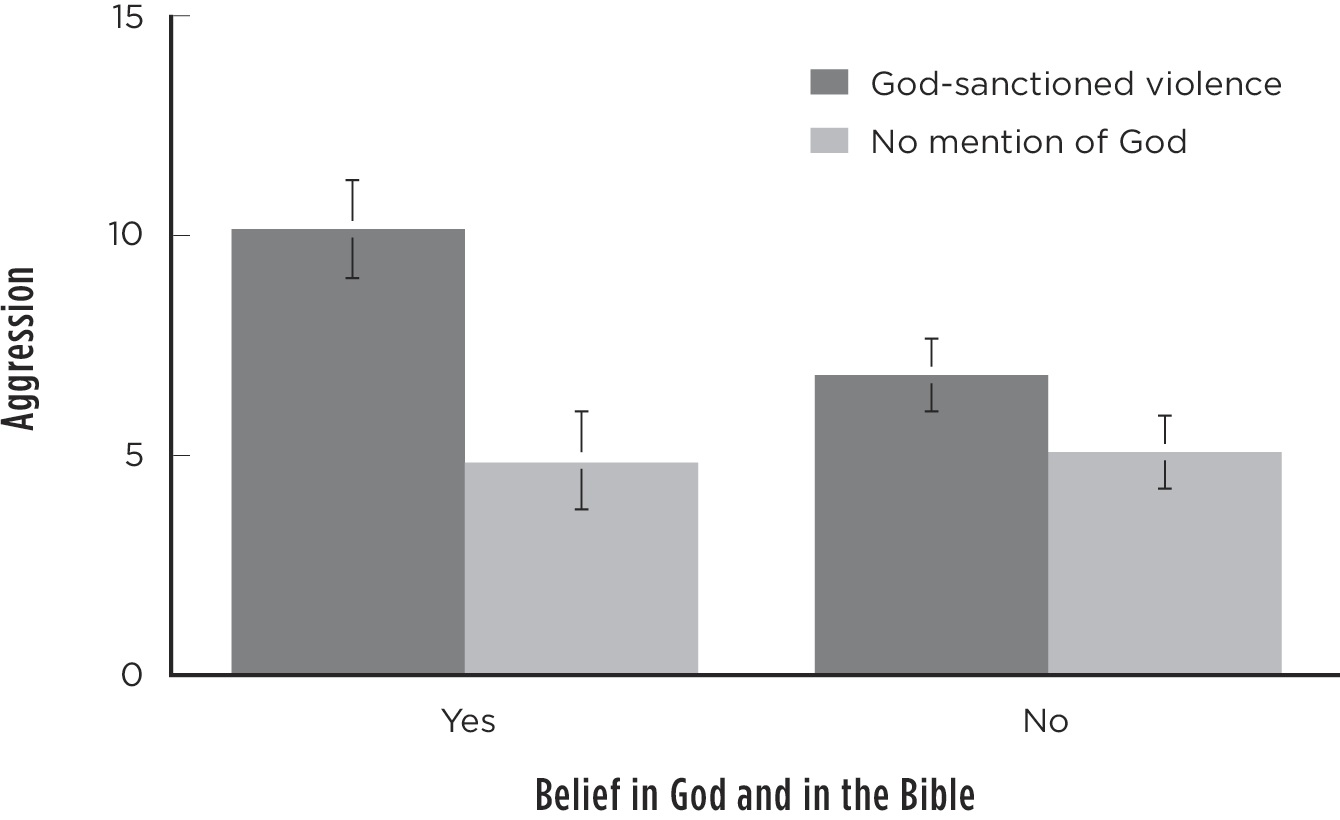 15
God-sanctioned violence
No mention of God
10
Aggression
5
0
Yes
No
Belief in God and in the Bible